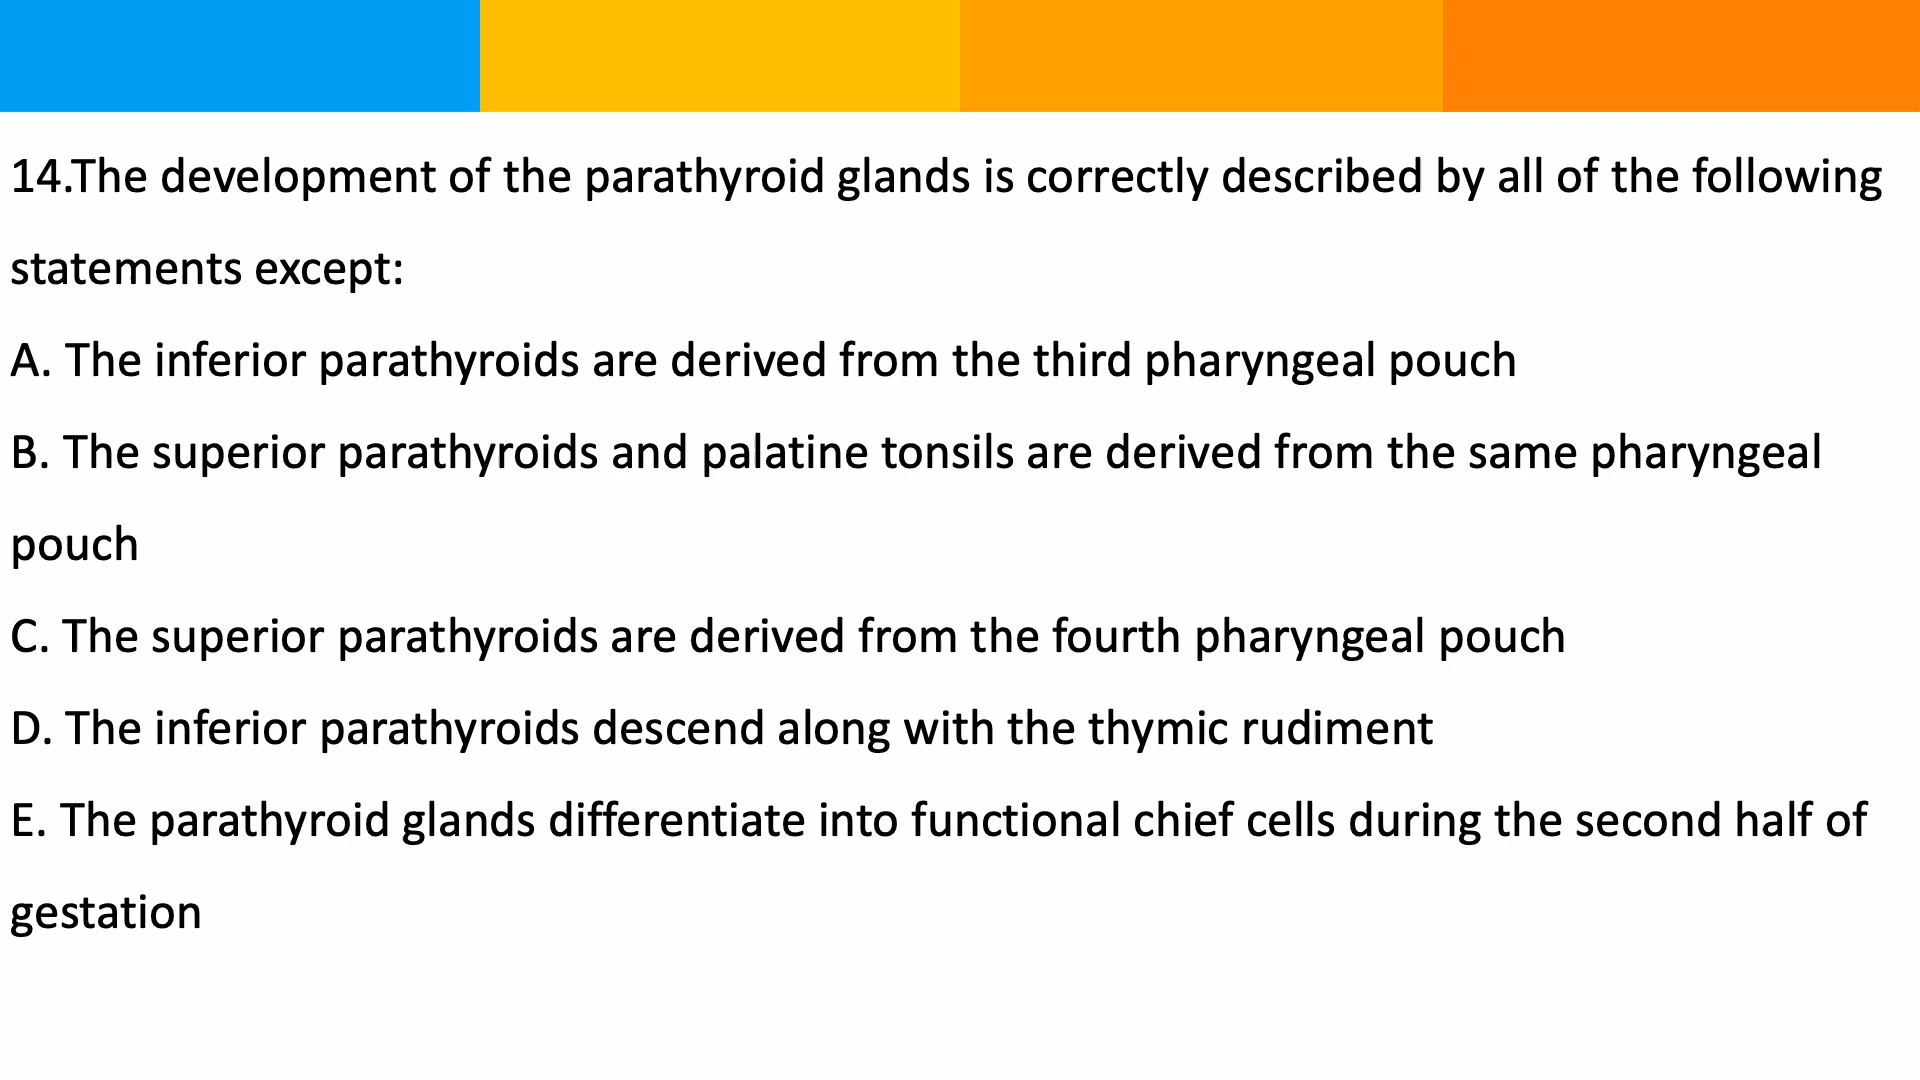 14.The development of the parathyroid glands is correctly described by all of the following
statements except:
A. The inferior parathyroids are derived from the third pharyngeal pouch
B. The superior parathyroids and palatine tonsils are derived from the same pharyngeal
pouch
C. The superior parathyroids are derived from the fourth pharyngeal pouch
D. The inferior parathyroids descend along with the thymic rudiment
E. The parathyroid glands differentiate into functional chief cells during the second half of
gestation